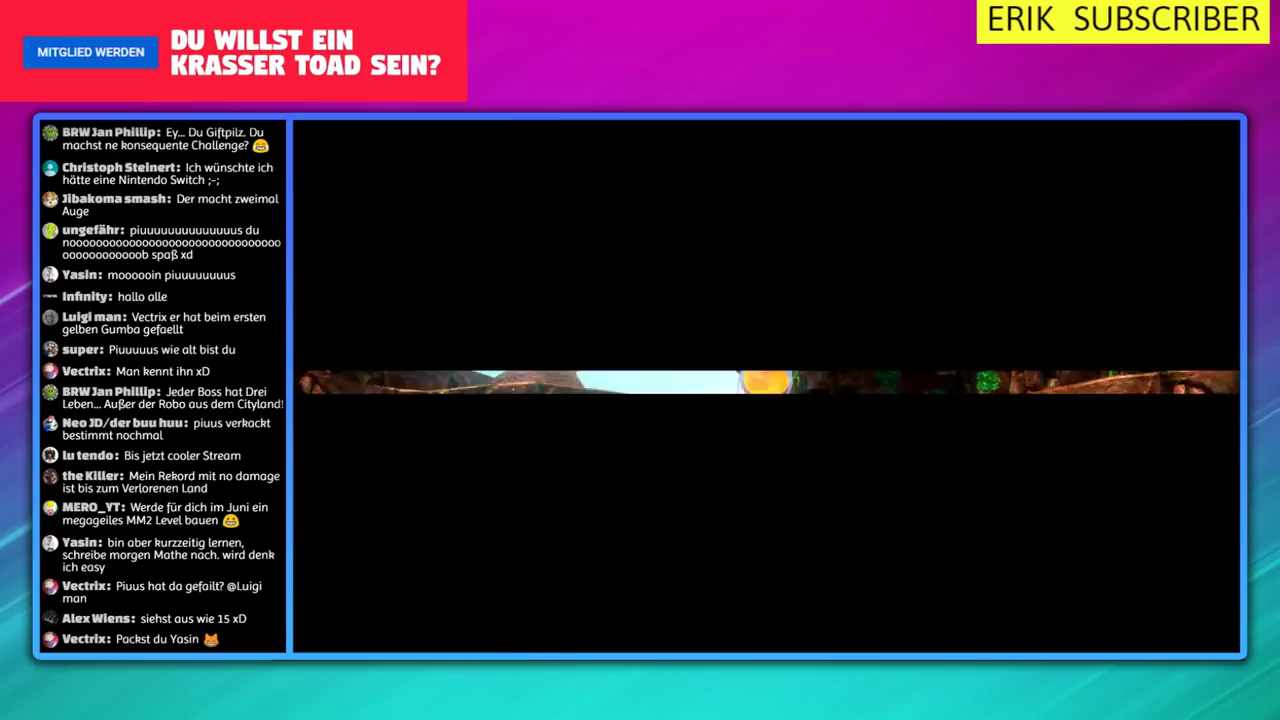 MITGLIED WERDEN
DU WILLST EIN
KRASSER TOAD SEIN?
ERIK SUBSCRIBER
BRW Jan Phillip: Ey... Du Giftpilz. Du
machst ne konsequente Challenge? 😂
Christoph Steinert: Ich wünschte ich
hätte eine Nintendo Switch ;-;
Jibakoma smash: Der macht zweimal
Auge
ungefähr: piuuuuuuuuuuuuuus du
nooooooooooooooooooooooooooooooooo
oooooooooooob spaß xd
Yasin: moooooin piuuuuuuuus
Infinity: hallo alle
Luigi man: Vectrix er hat beim ersten
gelben Gumba gefaellt
super: Piuuuuus wie alt bist du
Vectrix: Man kennt ihn xD
BRW Jan Phillip: Jeder Boss hat Drei
Leben... Außer der Robo aus dem Cityland!
Neo JD/der buu huu: piuus verkackt
bestimmt nochmal
lu tendo: Bis jetzt cooler Stream
the Killer: Mein Rekord mit no damage
ist bis zum Verlorenen Land
MERO_YT: Werde für dich im Juni ein
megageiles MM2 Level bauen 😁
Yasin: bin aber kurzzeitig lernen,
schreibe morgen Mathe nach. wird denk
ich easy
Vectrix: Piuus hat da gefailt? @Luigi
man
Alex Wiens: siehst aus wie 15 xD
Vectrix: Packst du Yasin 😺